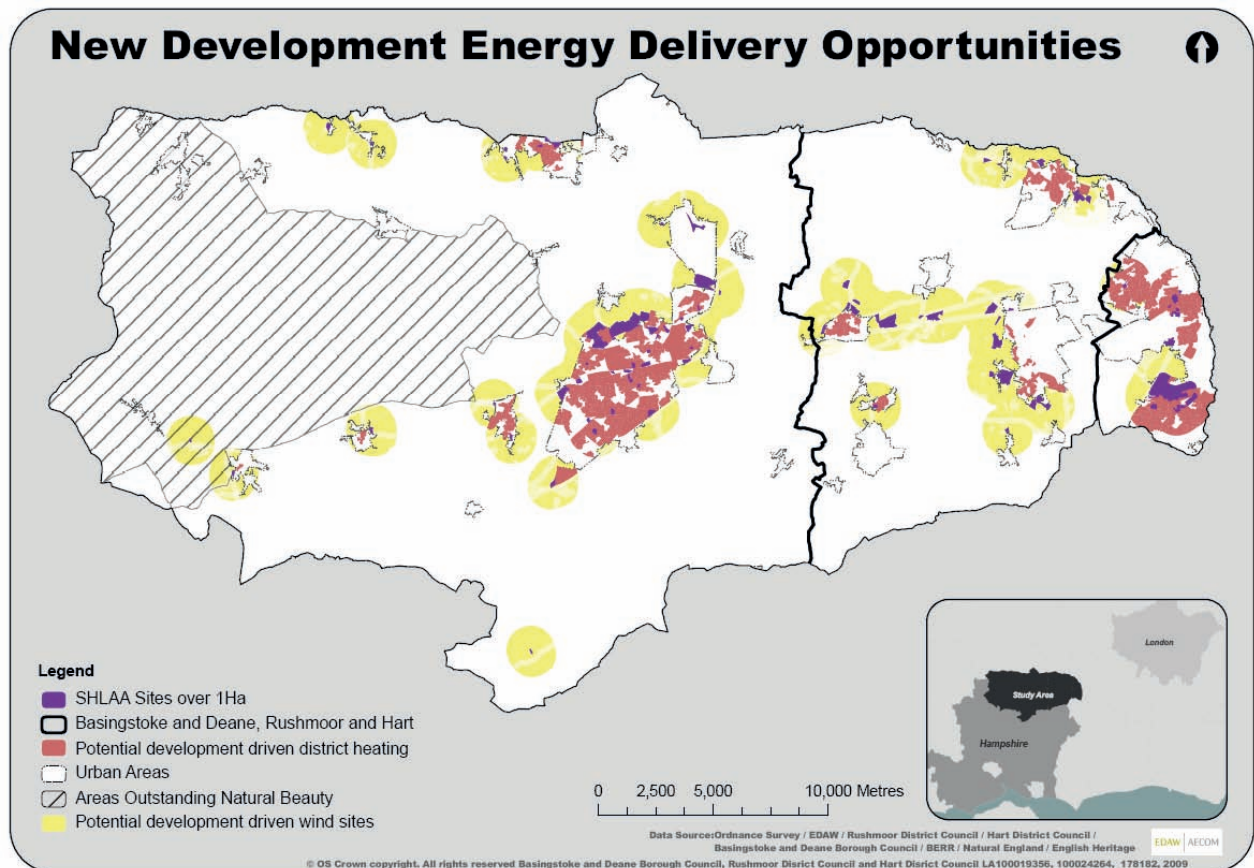 New Development Energy Delivery Opportunities
London
Study Area
Hampshire
Legend
SHLAA Sites over 1Ha
Basingstoke and Deane, Rushmoor and Hart
Potential development driven district heating
Urban Areas
Areas Outstanding Natural Beauty
Potential development driven wind sites
0 2,500 5,000 10,000 Metres
Data Source:Ordnance Survey / EDAW / Rushmoor District Council / Hart District Council /
Basingstoke and Deane Borough Council / BERR / Natural England / English Heritage
EDAW AECOM
© OS Crown copyright. All rights reserved Basingstoke and Deane Borough Council, Rushmoor District Council and Hart District Council LA100019356, 100024264, 178182, 2009